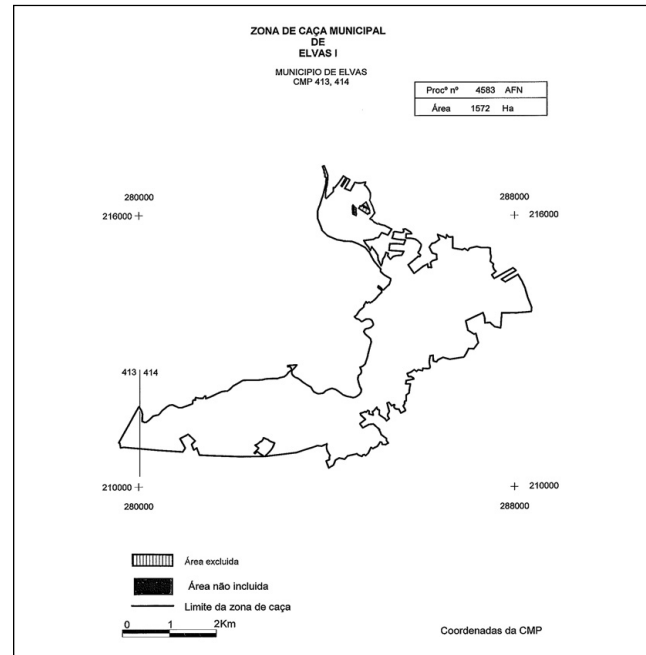 ZONA DE CAÇA MUNICIPAL
DE
ELVAS I
MUNICIPIO DE ELVAS
CMP 413, 414
Procº nº 4583 AFN
Área 1572 Ha
280000
216000
288000
216000
413 414
210000
280000
210000
288000
Área excluida
Área não incluida
Limite da zona de caça
0 1 2Km
Coordenadas da CMP